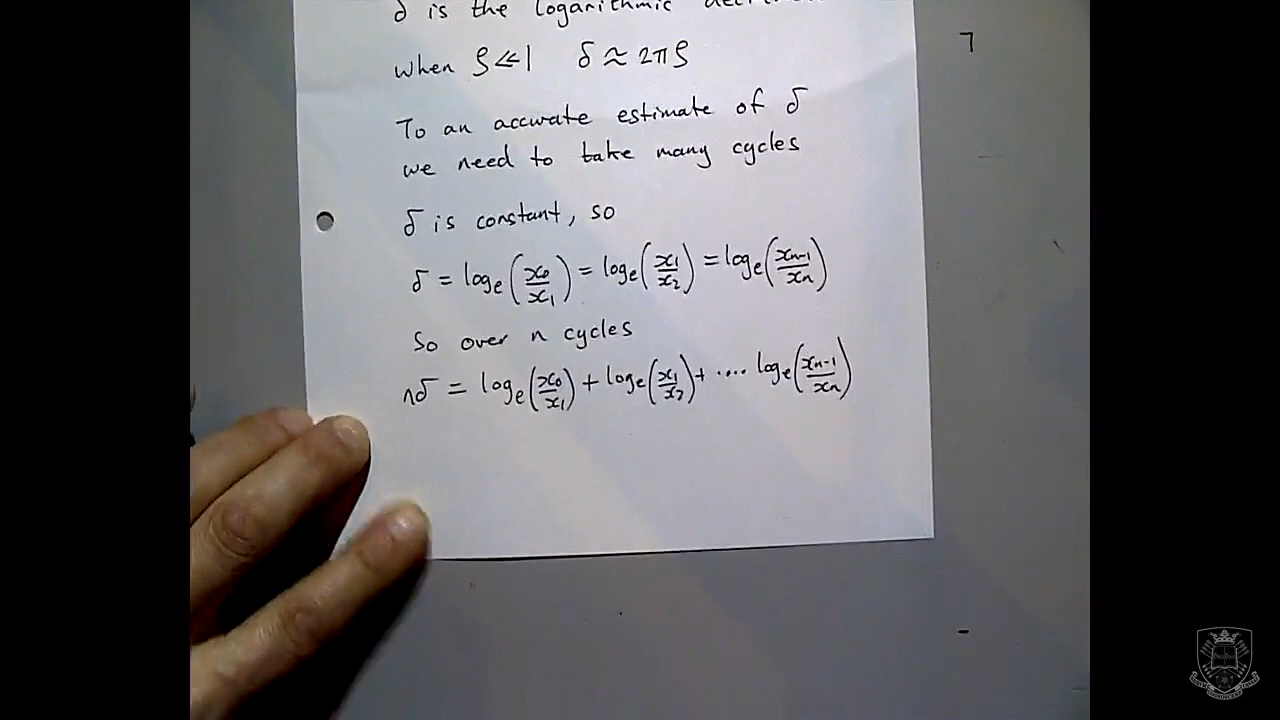 δ is the logarithmic
when ζ ≪ 1 δ ≈ 2πζ
To an accurate estimate of δ
we need to take many cycles
δ is constant, so
δ = logₑ(x₀/x₁) = logₑ(x₁/x₂) = logₑ(xₙ₋₁/xₙ)
So over n cycles
nδ = logₑ(x₀/x₁) + logₑ(x₁/x₂) + .... logₑ(xₙ₋₁/xₙ)